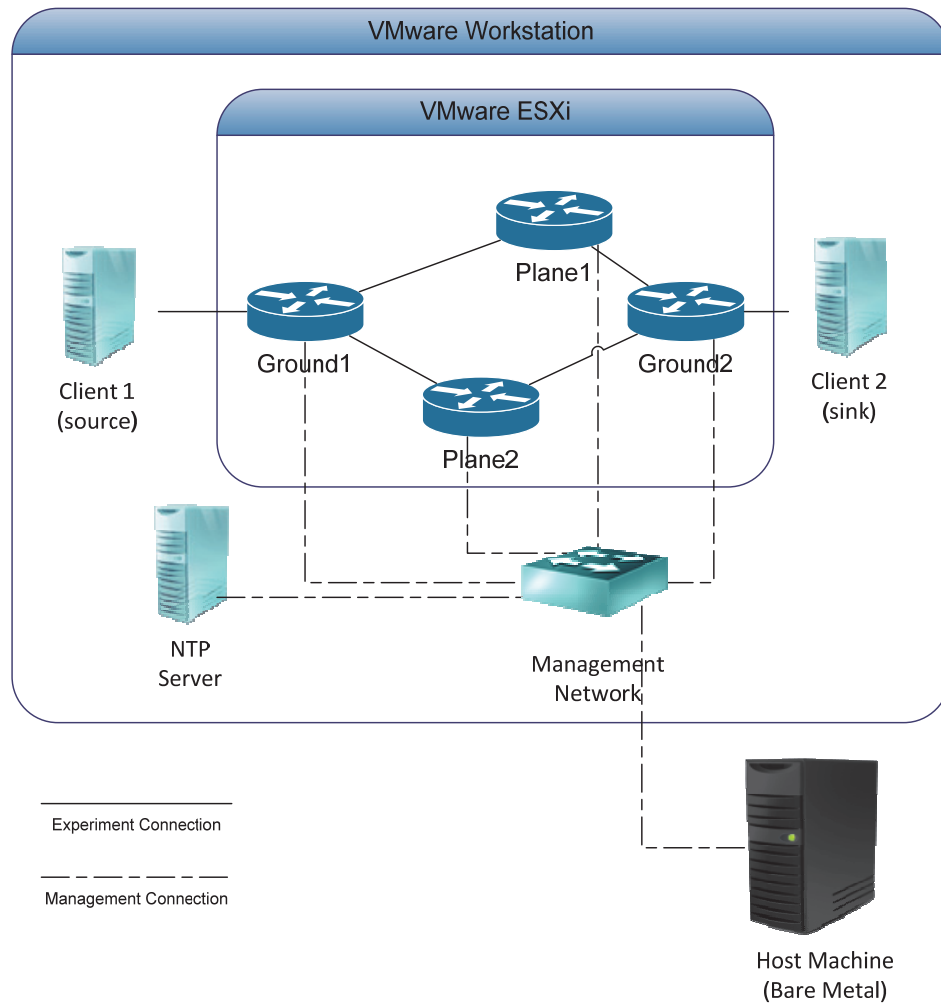 VMware Workstation
VMware ESXi
Plane1
Ground1
Ground2
Plane2
Client 1
(source)
Client 2
(sink)
NTP
Server
Management
Network
Experiment Connection
Management Connection
Host Machine
(Bare Metal)